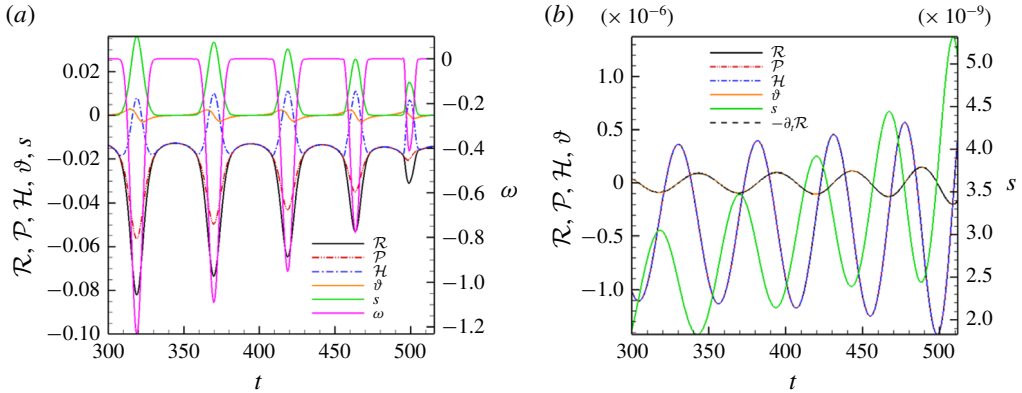 (a)
0.02
0
−0.02
−0.04
−0.06
−0.08
−0.10
ℛ, 𝒫, ℋ, ϑ, s
0
−0.2
−0.4
−0.6
−0.8
−1.0
−1.2
ω
ℛ
𝒫
ℋ
ϑ
s
ω
300 350 400 450 500
t
(b) (× 10⁻⁶) (× 10⁻⁹)
1.0
0.5
0
−0.5
−1.0
ℛ, 𝒫, ℋ, ϑ
5.0
4.5
4.0
3.5
3.0
2.5
2.0
s
ℛ
𝒫
ℋ
ϑ
s
−∂ₜℛ
300 350 400 450 500
t